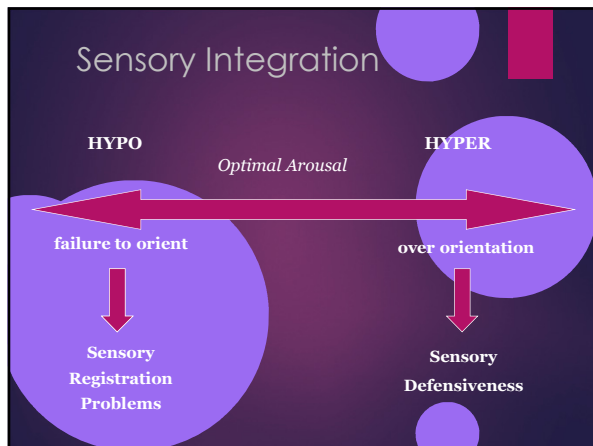 Sensory Integration
HYPO
HYPER
Optimal Arousal
failure to orient
over orientation
Sensory
Registration
Problems
Sensory
Defensiveness